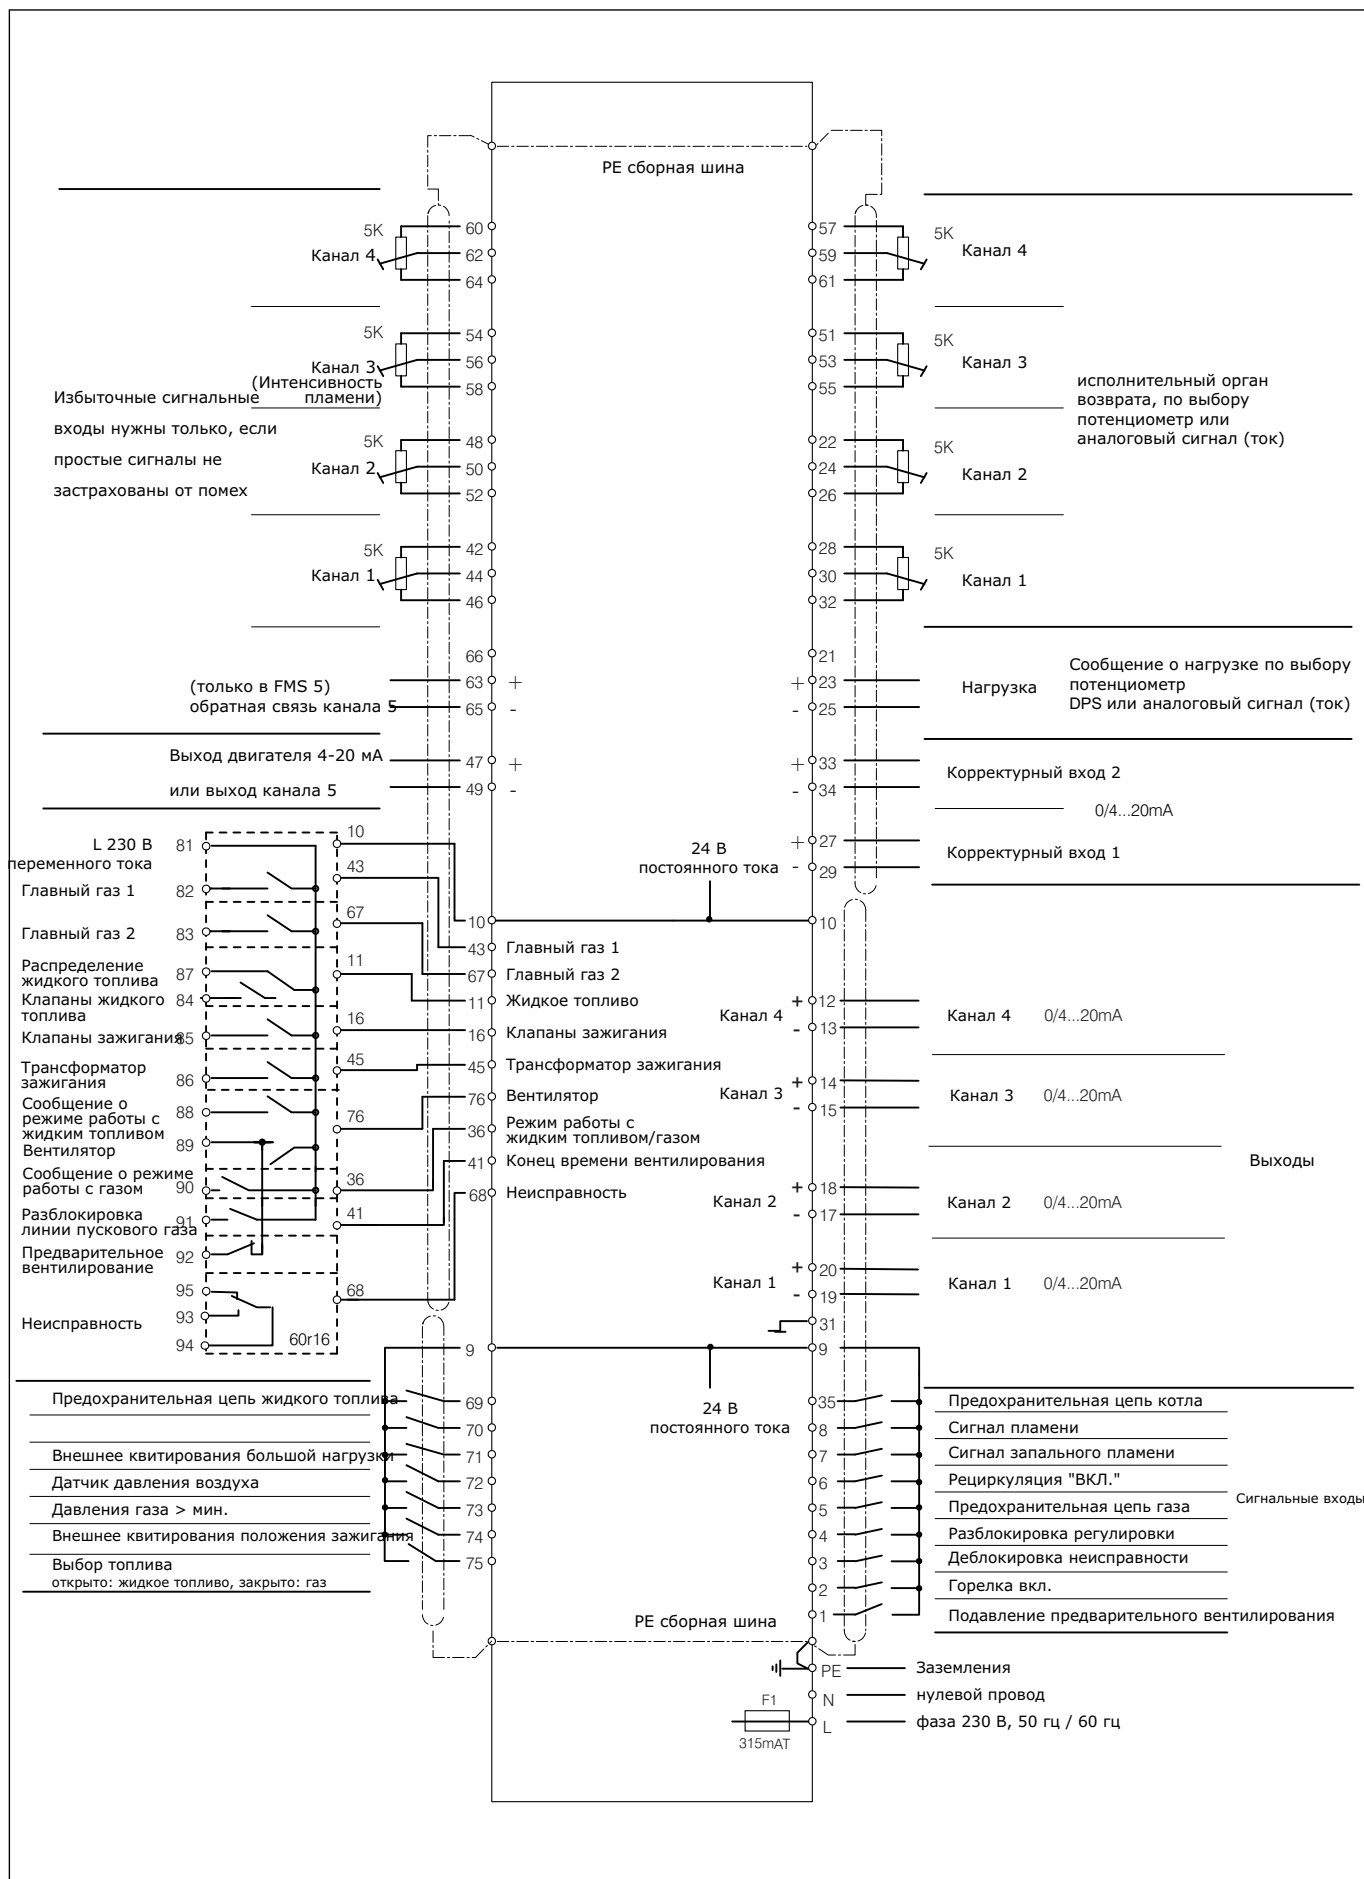 PE сборная шина
5K
60
Канал 4
62
64
5K
54
Канал 3
56
(Интенсивность
пламени)
58
Избыточные сигнальные
входы нужны только, если
простые сигналы не
застрахованы от помех
5K
48
Канал 2
50
52
5K
42
Канал 1
44
46
66
(только в FMS 5)
63 +
обратная связь канала 5
65 -
Выход двигателя 4-20 мА
47 +
или выход канала 5
49 -
57
5K
59
Канал 4
61
51
5K
53
Канал 3
55
исполнительный орган
возврата, по выбору
потенциометр или
аналоговый сигнал (ток)
22
5K
24
Канал 2
26
28
5K
30
Канал 1
32
21
+ 23
- 25
Нагрузка
Сообщение о нагрузке по выбору
потенциометр
DPS или аналоговый сигнал (ток)
+ 33
- 34
Корректурный вход 2
0/4...20mA
+ 27
- 29
Корректурный вход 1
24 В
постоянного тока
L 230 В
переменного тока
81
Главный газ 1
82
Главный газ 2
83
Распределение
жидкого топлива
87
Клапаны жидкого
топлива
84
Клапаны зажигания
85
Трансформатор
зажигания
86
Сообщение о
режиме работы с
жидким топливом
88
Вентилятор
89
Сообщение о режиме
работы с газом
90
Разблокировка
линии пускового газа
91
Предварительное
вентилирование
92
95
Неисправность
93
94
60r16
10
43
67
11
16
45
76
36
41
68
10
10
43 Главный газ 1
67 Главный газ 2
11 Жидкое топливо
16 Клапаны зажигания
45 Трансформатор зажигания
76 Вентилятор
36 Режим работы с
жидким топливом/газом
41 Конец времени вентилирования
68 Неисправность
Канал 4
+ 12
- 13
Канал 4 0/4...20mA
Канал 3
+ 14
- 15
Канал 3 0/4...20mA
Выходы
Канал 2
+ 18
- 17
Канал 2 0/4...20mA
Канал 1
+ 20
- 19
Канал 1 0/4...20mA
31
9
9
24 В
постоянного тока
Предохранительная цепь жидкого топлива
69
70
Внешнее квитирования большой нагрузки
71
Датчик давления воздуха
72
Давления газа > мин.
73
Внешнее квитирования положения зажигания
74
Выбор топлива
открыто: жидкое топливо, закрыто: газ
75
35 Предохранительная цепь котла
8 Сигнал пламени
7 Сигнал запального пламени
6 Рециркуляция "ВКЛ."
5 Предохранительная цепь газа
Сигнальные входы
4 Разблокировка регулировки
3 Деблокировка неисправности
2 Горелка вкл.
1 Подавление предварительного вентилирования
PE сборная шина
PE Заземления
N нулевой провод
F1
L фаза 230 В, 50 гц / 60 гц
315mAT